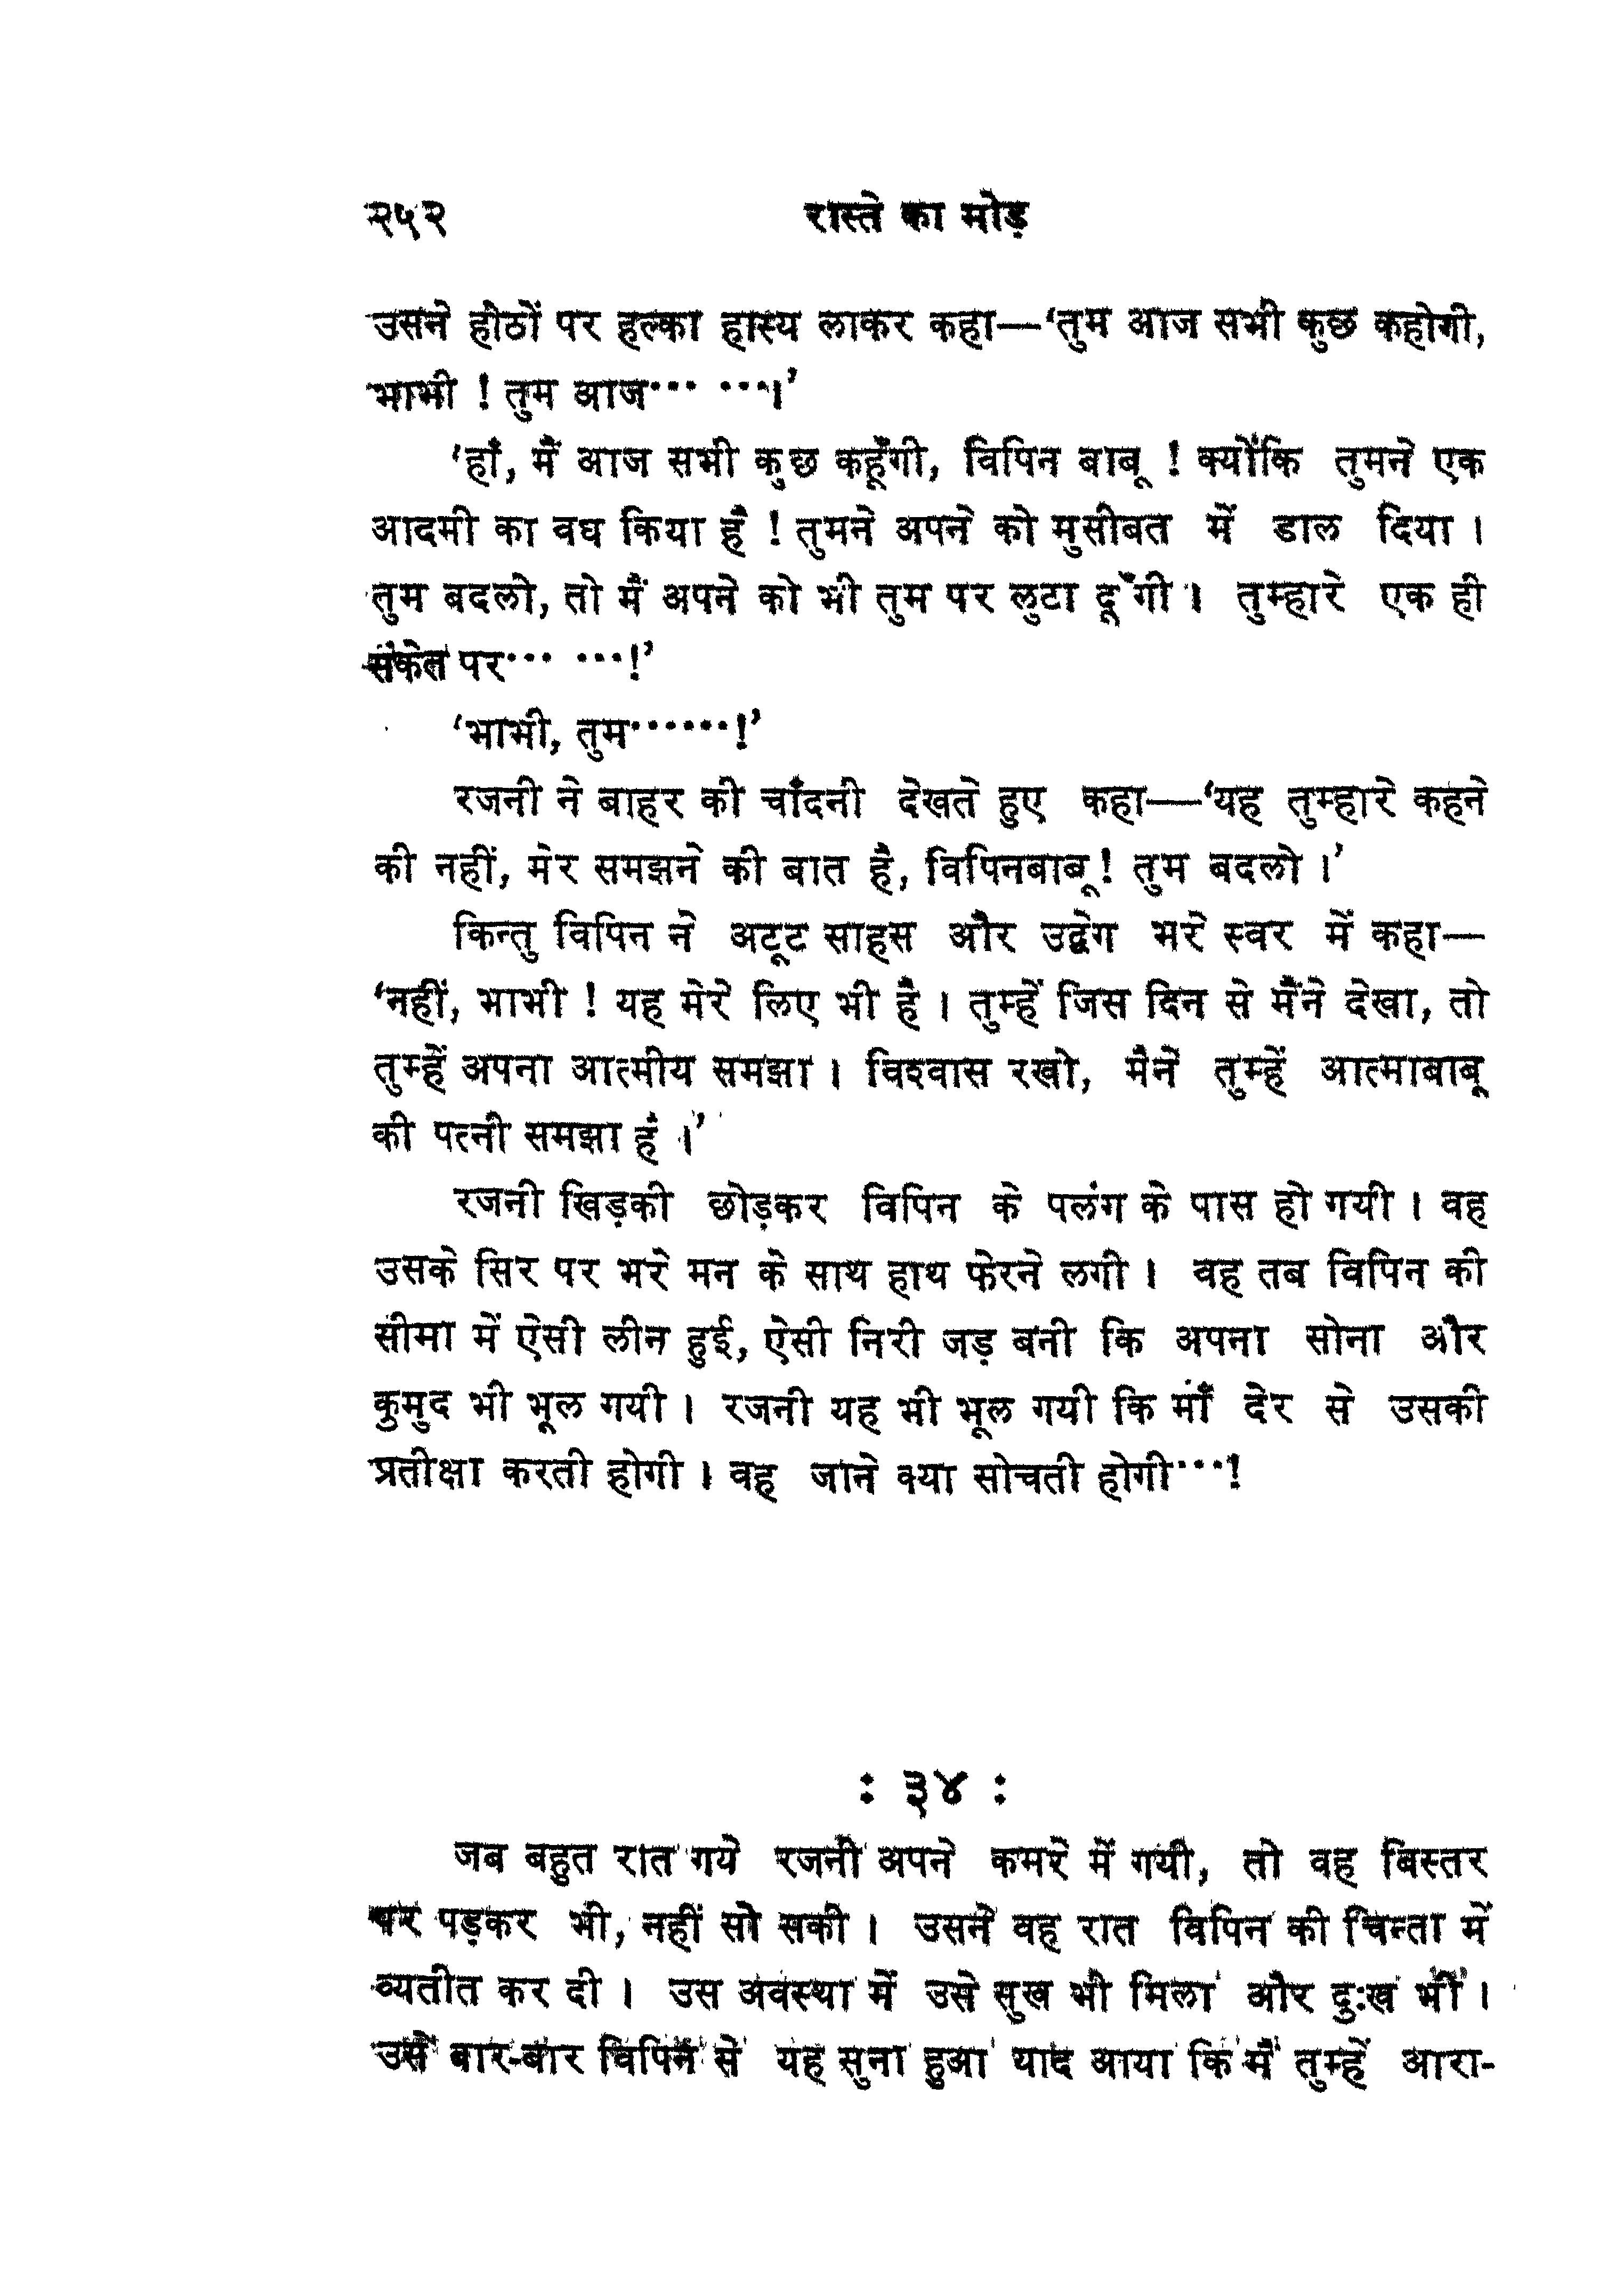 २५२ रास्ते का मोड़
उसने होठों पर हल्का हास्य लाकर कहा—‘तुम आज सभी कुछ कहोगी,
भाभी ! तुम आज··· ···।’
‘हाँ, मैं आज सभी कुछ कहूँगी, विपिन बाबू ! क्योंकि तुमने एक
आदमी का वध किया है ! तुमने अपने को मुसीबत में डाल दिया ।
तुम बदलो, तो मैं अपने को भी तुम पर लुटा दूँगी । तुम्हारे एक ही
संकेत पर··· ···!’
‘भाभी, तुम······!’
रजनी ने बाहर की चाँदनी देखते हुए कहा—‘यह तुम्हारे कहने
की नहीं, मेर समझने की बात है, विपिनबाबू ! तुम बदलो ।’
किन्तु विपिन ने अटूट साहस और उद्वेग भरे स्वर में कहा—
‘नहीं, भाभी ! यह मेरे लिए भी है । तुम्हें जिस दिन से मैंने देखा, तो
तुम्हें अपना आत्मीय समझा । विश्वास रखो, मैंने तुम्हें आत्माबाबू
की पत्नी समझा है ।’
रजनी खिड़की छोड़कर विपिन के पलंग के पास हो गयी । वह
उसके सिर पर भरे मन के साथ हाथ फेरने लगी । वह तब विपिन की
सीमा में ऐसी लीन हुई, ऐसी निरी जड़ बनी कि अपना सोना और
कुमुद भी भूल गयी । रजनी यह भी भूल गयी कि माँ देर से उसकी
प्रतीक्षा करती होगी । वह जाने क्या सोचती होगी···!
: ३४ :
जब बहुत रात गये रजनी अपने कमरे में गयी, तो वह बिस्तर
पर पड़कर भी, नहीं सो सकी । उसने वह रात विपिन की चिन्ता में
व्यतीत कर दी । उस अवस्था में उसे सुख भी मिला और दुःख भी ।
उसे बार-बार विपिन से यह सुना हुआ याद आया कि मैं तुम्हें आरा-